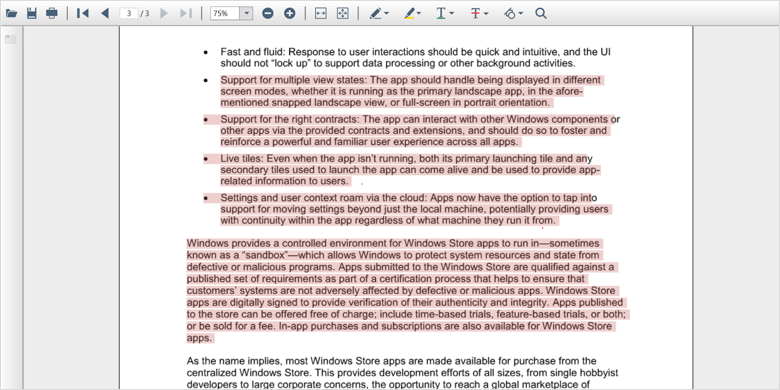 3 / 3
75%
• Fast and fluid: Response to user interactions should be quick and intuitive, and the UI
should not “lock up” to support data processing or other background activities.
• Support for multiple view states: The app should handle being displayed in different
screen modes, whether it is running as the primary landscape app, in the afore-
mentioned snapped landscape view, or full-screen in portrait orientation.
• Support for the right contracts: The app can interact with other Windows components or
other apps via the provided contracts and extensions, and should do so to foster and
reinforce a powerful and familiar user experience across all apps.
• Live tiles: Even when the app isn’t running, both its primary launching tile and any
secondary tiles used to launch the app can come alive and be used to provide app-
related information to users.
• Settings and user context roam via the cloud: Apps now have the option to tap into
support for moving settings beyond just the local machine, potentially providing users
with continuity within the app regardless of what machine they run it from.
Windows provides a controlled environment for Windows Store apps to run in—sometimes
known as a “sandbox”—which allows Windows to protect system resources and state from
defective or malicious programs. Apps submitted to the Windows Store are qualified against a
published set of requirements as part of a certification process that helps to ensure that
customers’ systems are not adversely affected by defective or malicious apps. Windows Store
apps are digitally signed to provide verification of their authenticity and integrity. Apps published
to the store can be offered free of charge; include time-based trials, feature-based trials, or both;
or be sold for a fee. In-app purchases and subscriptions are also available for Windows Store
apps.
As the name implies, most Windows Store apps are made available for purchase from the
centralized Windows Store. This provides development efforts of all sizes, from single hobbyist
developers to large corporate concerns, the opportunity to reach a global marketplace of